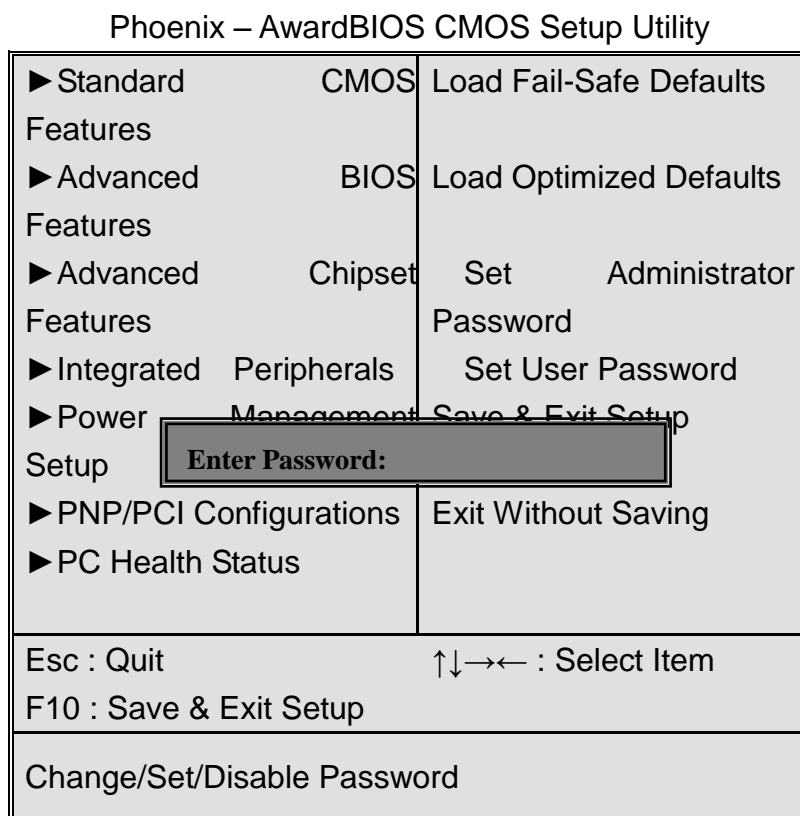 Phoenix – AwardBIOS CMOS Setup Utility
►Standard CMOS
Features
►Advanced BIOS
Features
►Advanced Chipset
Features
►Integrated Peripherals
►Power Management
Setup
►PNP/PCI Configurations
►PC Health Status
Load Fail-Safe Defaults
Load Optimized Defaults
Set Administrator
Password
Set User Password
Save & Exit Setup
Exit Without Saving
Enter Password:
Esc : Quit ↑↓→← : Select Item
F10 : Save & Exit Setup
Change/Set/Disable Password